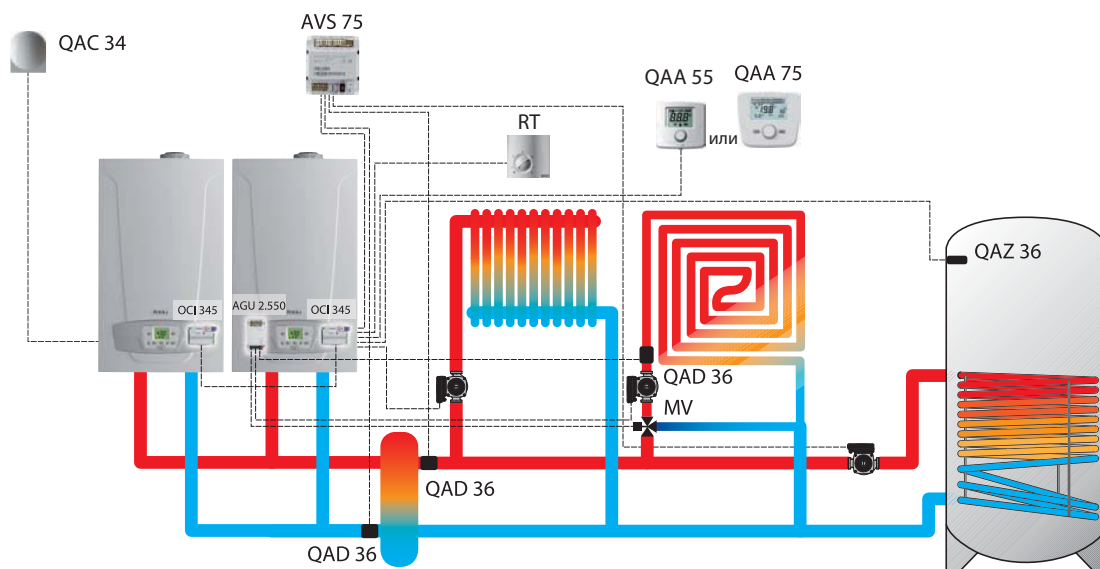 AVS 75
QAC 34
QAA 55
QAA 75
или
RT
QAZ 36
OCI 345
AGU 2.550
OCI 345
QAD 36
MV
QAD 36
QAD 36